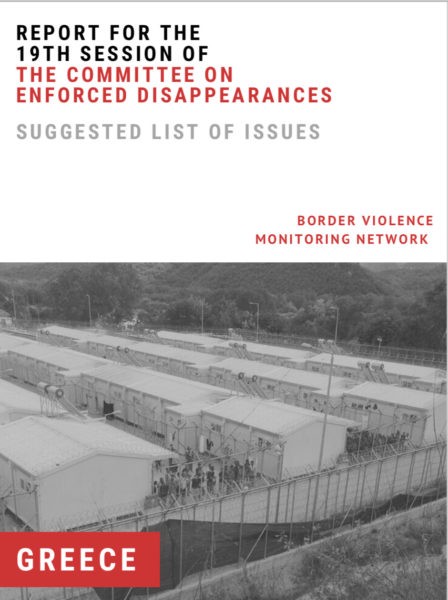 REPORT FOR THE
19TH SESSION OF
THE COMMITTEE ON
ENFORCED DISAPPEARANCES
SUGGESTED LIST OF ISSUES
BORDER VIOLENCE
MONITORING NETWORK
GREECE